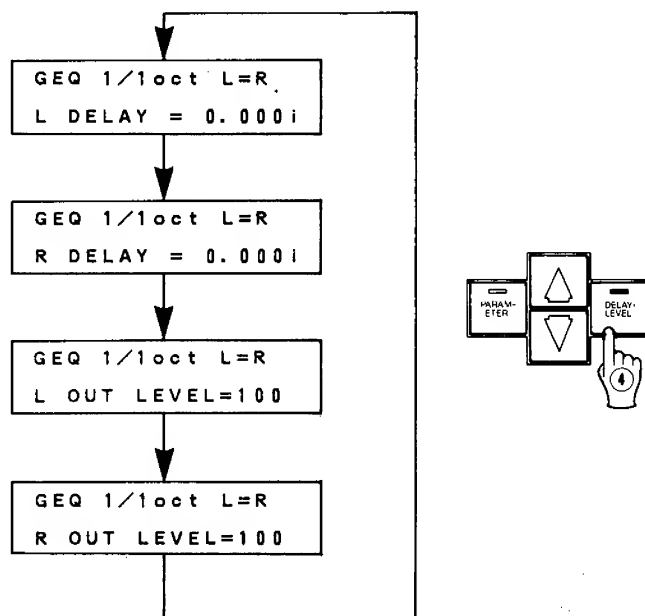 GEQ 1/1oct L=R
L DELAY = 0.000i
GEQ 1/1oct L=R
R DELAY = 0.000i
GEQ 1/1oct L=R
L OUT LEVEL=100
GEQ 1/1oct L=R
R OUT LEVEL=100
PARAM-
ETER
DELAY·
LEVEL
4